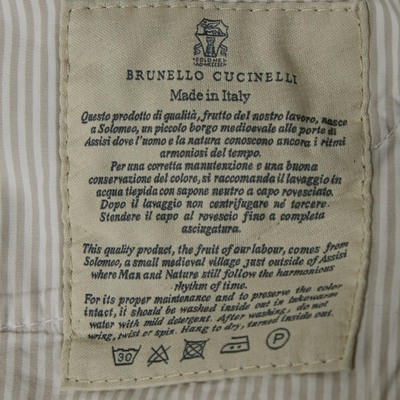 SOLOMEO
BRUNELLO CUCINELLI
Made in Italy
Questo prodotto di qualità, frutto del nostro lavoro, nasce
a Solomeo, un piccolo borgo medioevale alle porte di
Assisi dove l'uomo e la natura conoscono ancora i ritmi
armoniosi del tempo.
Per una corretta manutenzione e una buona
conservazione del colore, si raccomanda il lavaggio in
acqua tiepida con sapone neutro a capo rovesciato.
Dopo il lavaggio non centrifugare né torcere.
Stendere il capo al rovescio fino a completa
asciugatura.
This quality product, the fruit of our labour, comes from
Solomeo, a small medieval village just outside of Assisi
where Man and Nature still follow the harmonious
rhythm of time.
For its proper maintenance and to preserve the color
intact, it should be washed inside out in lukewarm
water with mild detergent. After washing, do not
wring, twist or spin. Hang to dry, turned inside out.
30 P